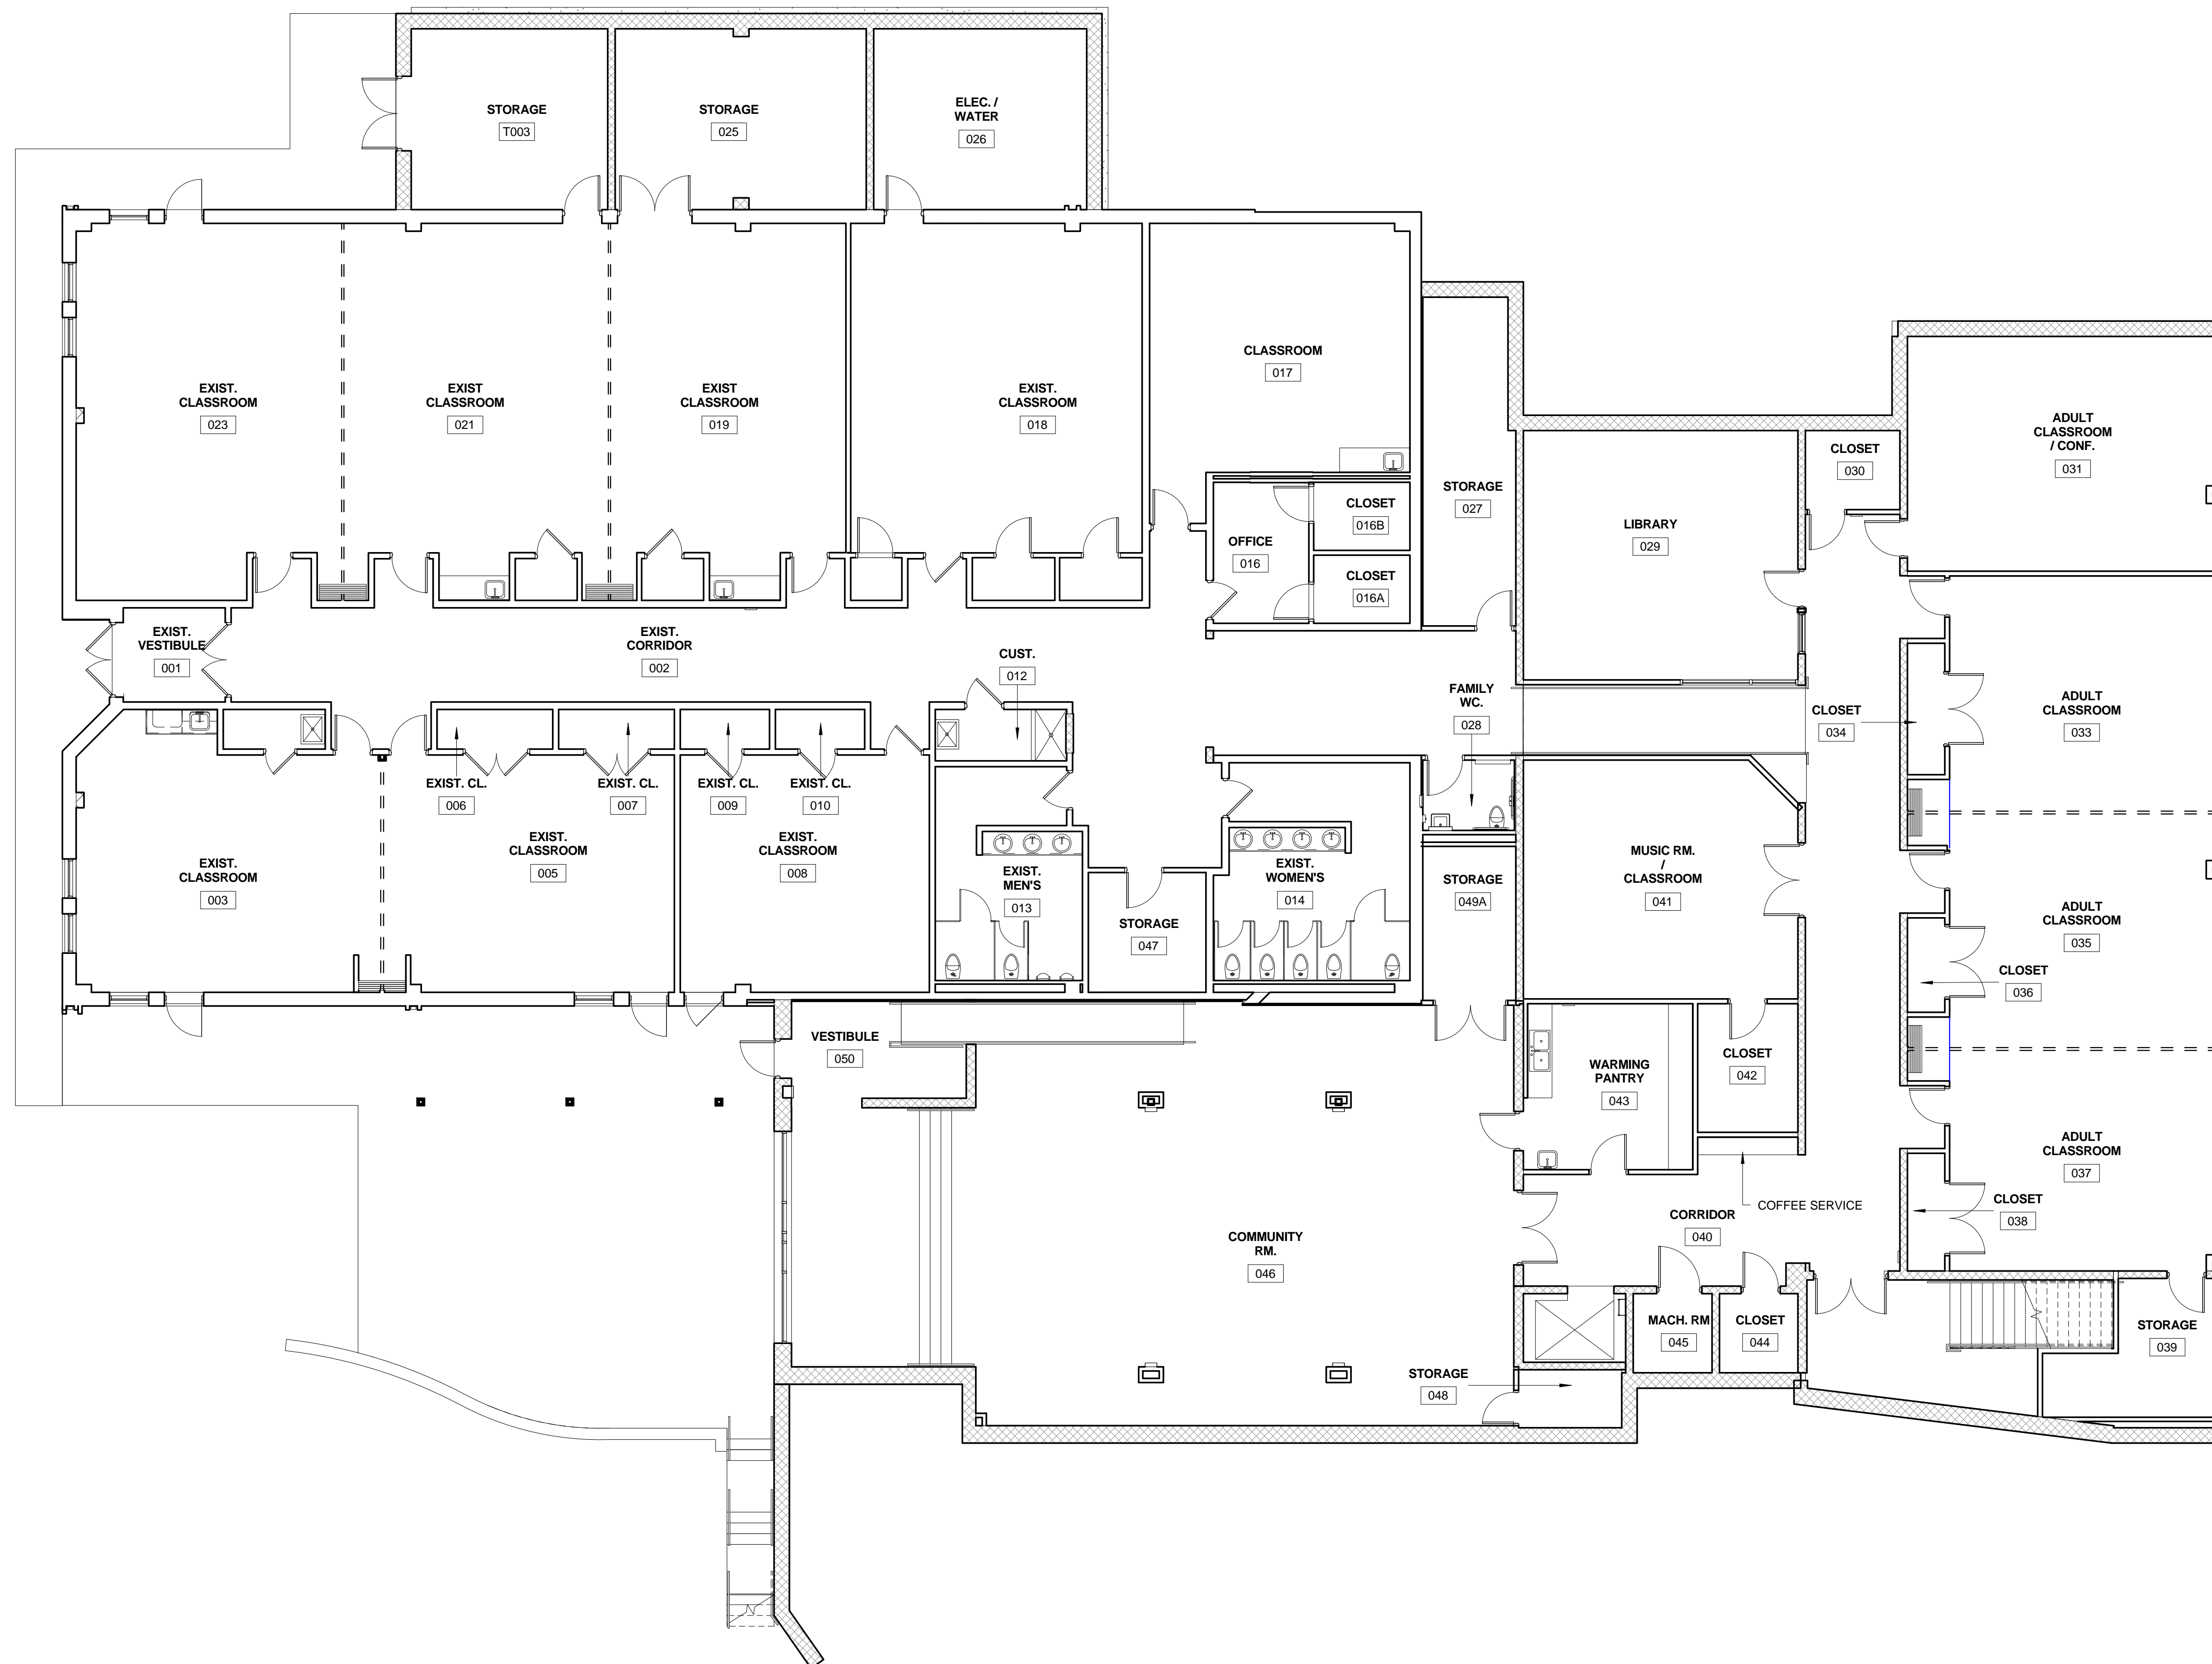 STORAGE
T003
STORAGE
025
ELEC. /
WATER
026
EXIST.
CLASSROOM
023
EXIST
CLASSROOM
021
EXIST
CLASSROOM
019
EXIST.
CLASSROOM
018
CLASSROOM
017
STORAGE
027
CLOSET
016B
OFFICE
016
CLOSET
016A
LIBRARY
029
CLOSET
030
ADULT
CLASSROOM
/ CONF.
031
EXIST.
VESTIBULE
001
EXIST.
CORRIDOR
002
CUST.
012
FAMILY
WC.
028
CLOSET
034
ADULT
CLASSROOM
033
EXIST. CL.
006
EXIST. CL.
007
EXIST. CL.
009
EXIST. CL.
010
EXIST.
CLASSROOM
003
EXIST.
CLASSROOM
005
EXIST.
CLASSROOM
008
EXIST.
MEN'S
013
STORAGE
047
EXIST.
WOMEN'S
014
STORAGE
049A
MUSIC RM.
/
CLASSROOM
041
ADULT
CLASSROOM
035
CLOSET
036
VESTIBULE
050
WARMING
PANTRY
043
CLOSET
042
ADULT
CLASSROOM
037
CLOSET
038
COFFEE SERVICE
CORRIDOR
040
COMMUNITY
RM.
046
MACH. RM
045
CLOSET
044
STORAGE
039
STORAGE
048